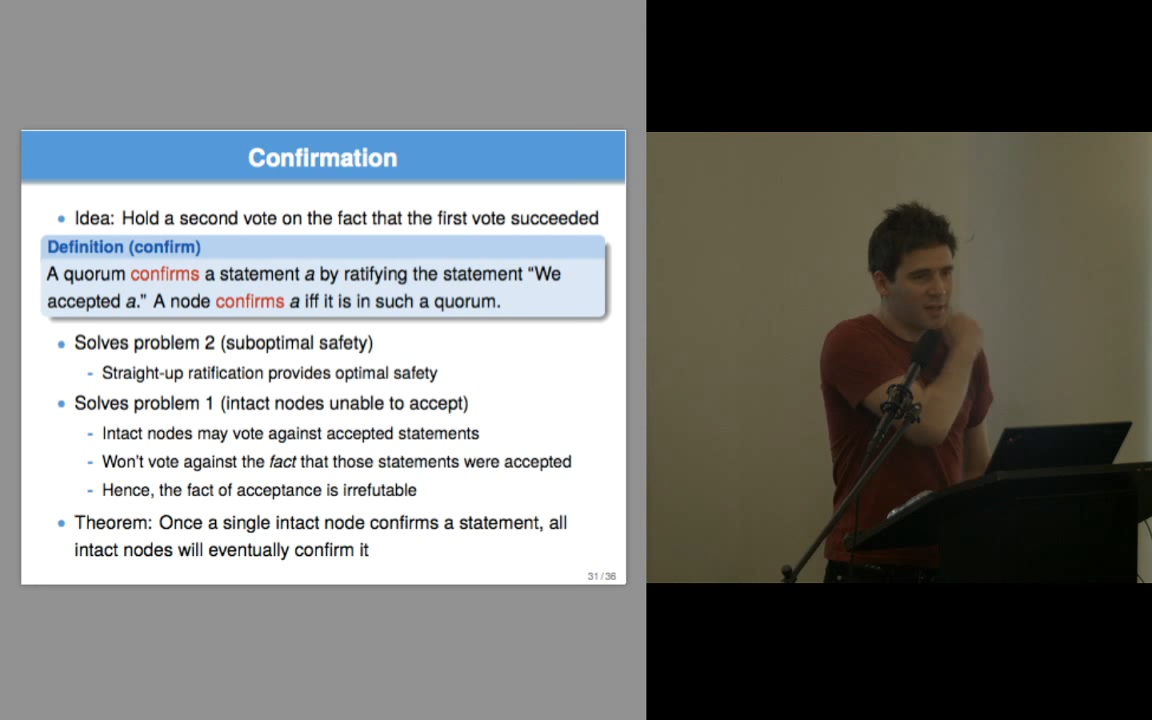 Confirmation
• Idea: Hold a second vote on the fact that the first vote succeeded
Definition (confirm)
A quorum confirms a statement a by ratifying the statement “We
accepted a.” A node confirms a iff it is in such a quorum.
• Solves problem 2 (suboptimal safety)
- Straight-up ratification provides optimal safety
• Solves problem 1 (intact nodes unable to accept)
- Intact nodes may vote against accepted statements
- Won’t vote against the fact that those statements were accepted
- Hence, the fact of acceptance is irrefutable
• Theorem: Once a single intact node confirms a statement, all
intact nodes will eventually confirm it
31/36